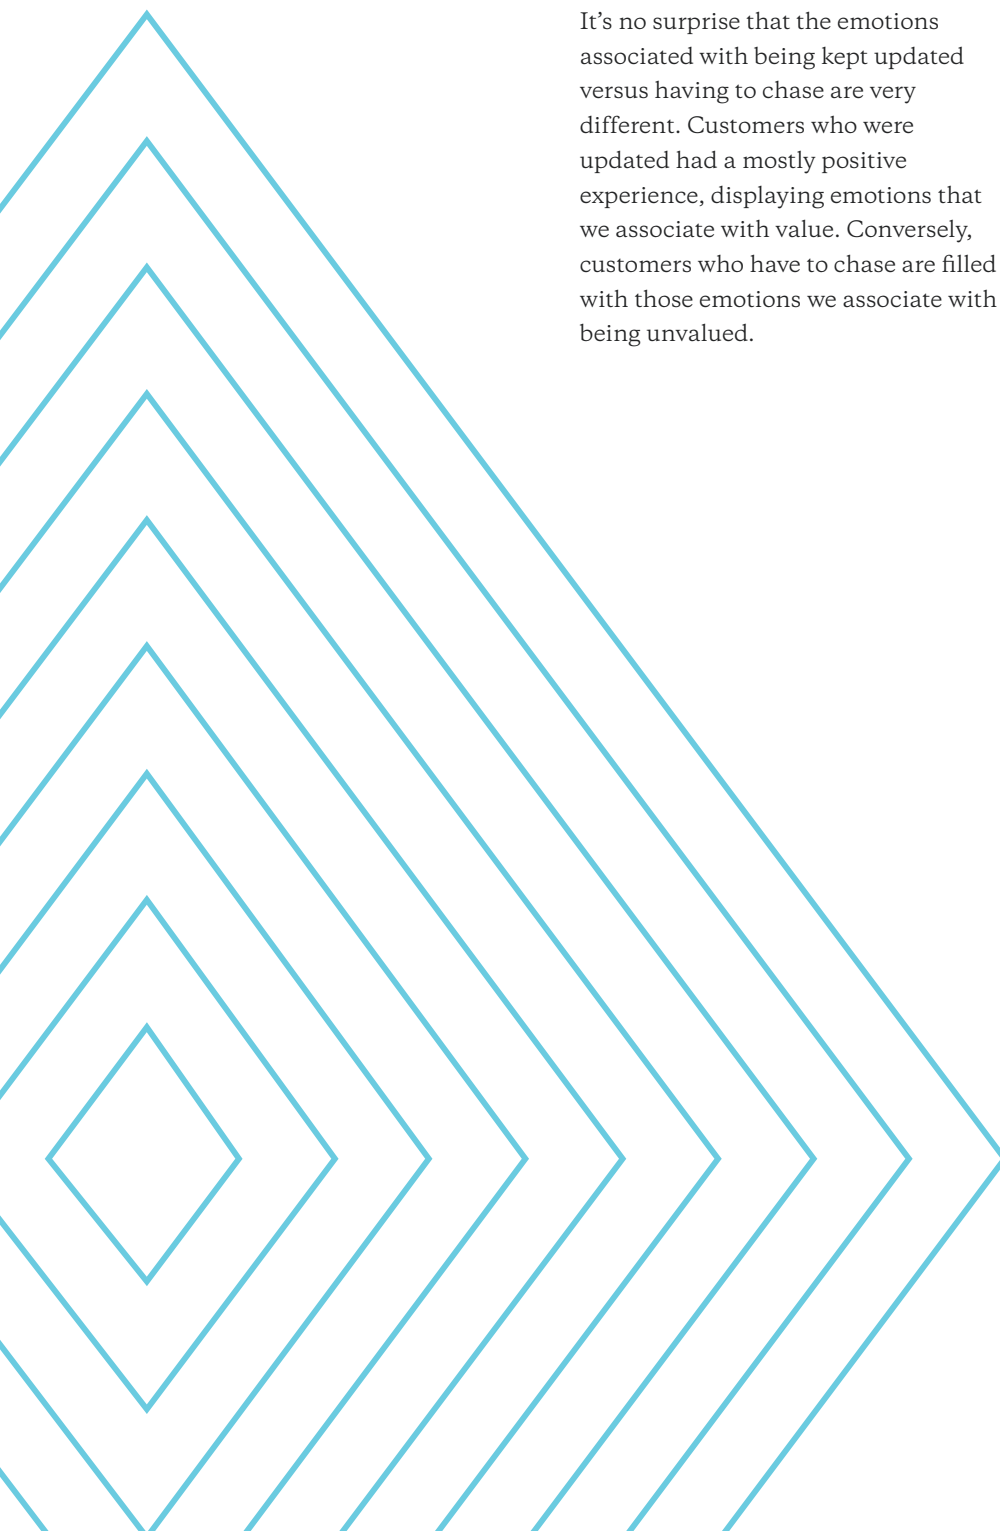 It’s no surprise that the emotions
associated with being kept updated
versus having to chase are very
different. Customers who were
updated had a mostly positive
experience, displaying emotions that
we associate with value. Conversely,
customers who have to chase are filled
with those emotions we associate with
being unvalued.